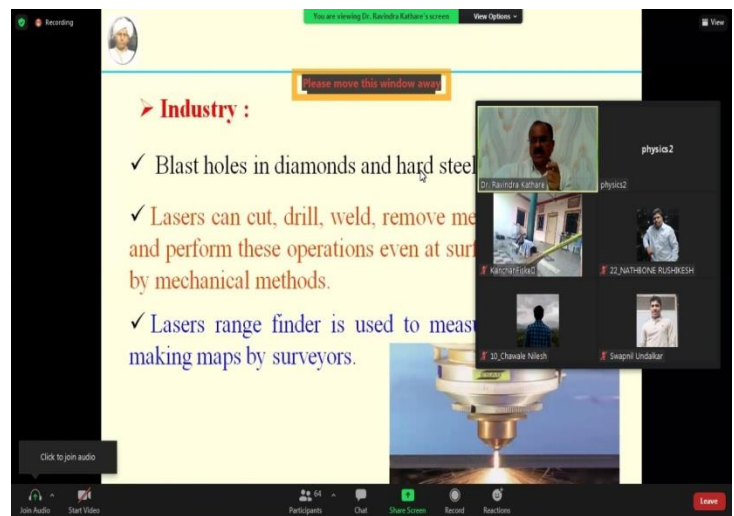 Recording
You are viewing Dr. Ravindra Kathare's screen
View Options
View
Please move this window away
➢ Industry :
✓ Blast holes in diamonds and hard steel
✓ Lasers can cut, drill, weld, remove me
and perform these operations even at sur
by mechanical methods.
✓ Lasers range finder is used to meas
making maps by surveyors.
physics2
Dr. Ravindra Kathare
physics2
22_NATHBONE RUSHIKESH
10_Chawale Nilesh
Swapnil Undalkar
Click to join audio
Join Audio
Start Video
64
Participants
Chat
Share Screen
Record
Reactions
Leave